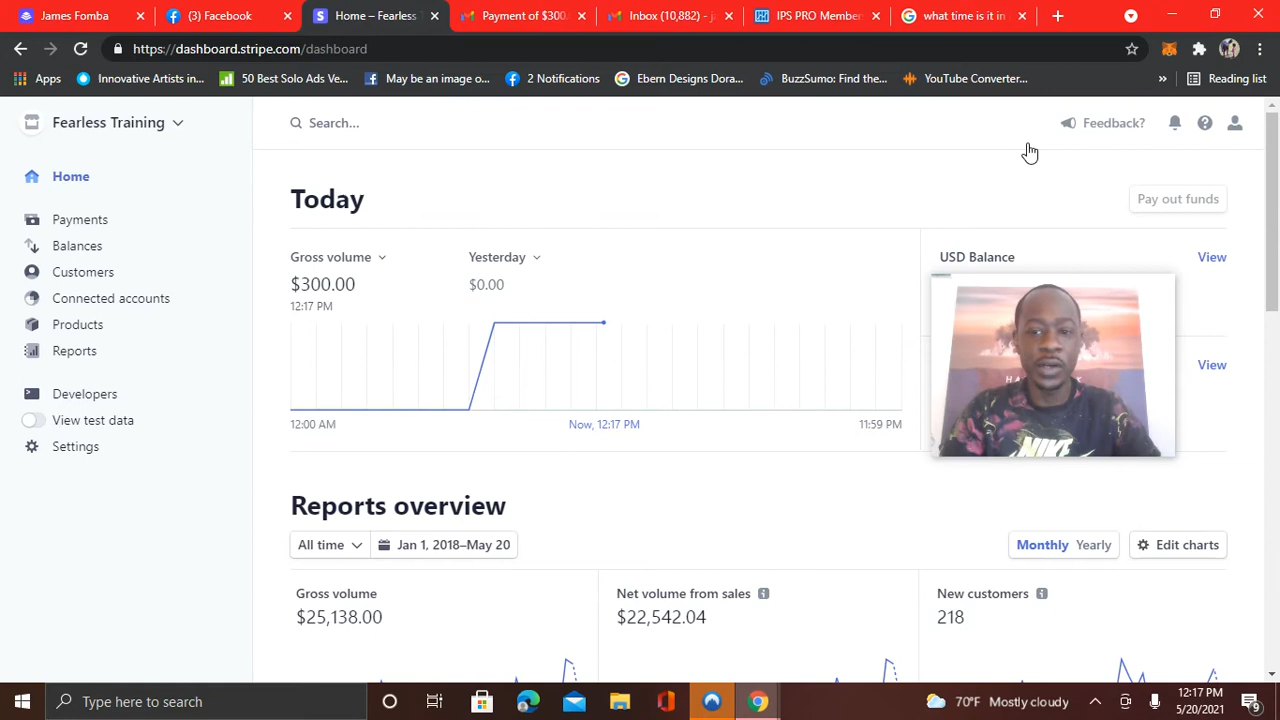 James Fomba
(3) Facebook
Home – Fearless
Payment of $300.
Inbox (10,882) - ja
IPS PRO Member
what time is it in
https://dashboard.stripe.com/dashboard
Apps
Innovative Artists in...
50 Best Solo Ads Ve...
May be an image o...
2 Notifications
Ebern Designs Dora...
BuzzSumo: Find the...
YouTube Converter...
»
Reading list
Fearless Training
Search...
Feedback?
Home
Payments
Balances
Customers
Connected accounts
Products
Reports
Developers
View test data
Settings
Today
Pay out funds
Gross volume
Yesterday
$300.00
$0.00
12:17 PM
USD Balance
View
View
12:00 AM
Now, 12:17 PM
11:59 PM
NIKE
Reports overview
All time
Jan 1, 2018–May 20
Monthly
Yearly
Edit charts
Gross volume
$25,138.00
Net volume from sales
$22,542.04
New customers
218
Type here to search
70°F Mostly cloudy
12:17 PM
5/20/2021
9